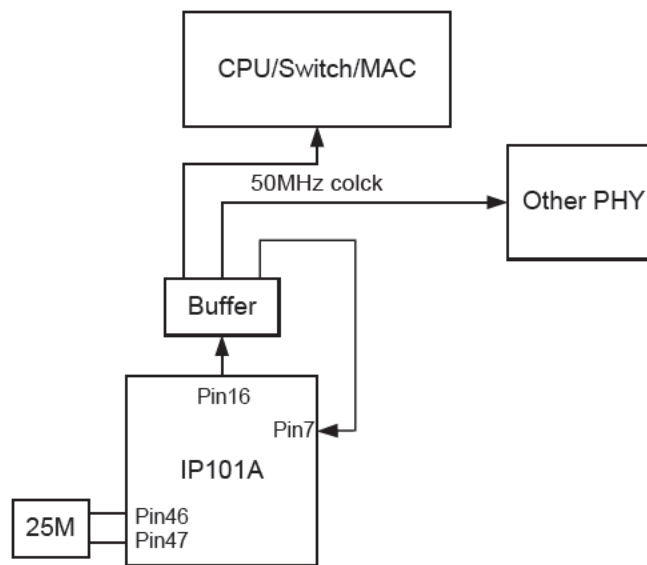 CPU/Switch/MAC
50MHz colck
Other PHY
Buffer
Pin16
Pin7
IP101A
25M
Pin46
Pin47